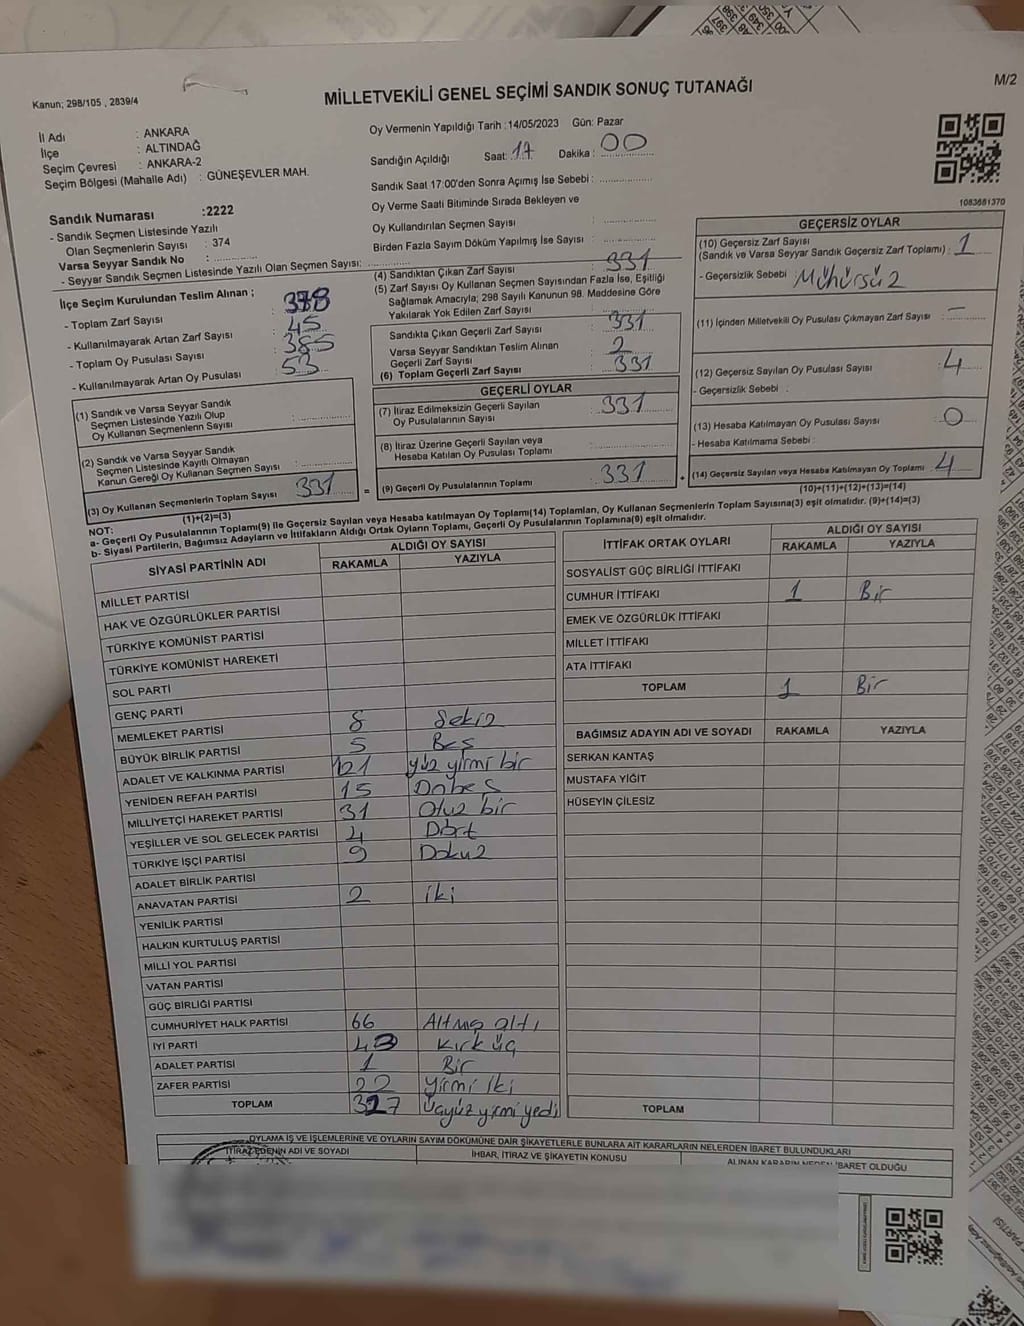 Kanun; 298/105 , 2839/4
MİLLETVEKİLİ GENEL SEÇİMİ SANDIK SONUÇ TUTANAĞI
M/2
İl Adı : ANKARA
İlçe : ALTINDAĞ
Seçim Çevresi : ANKARA-2
Seçim Bölgesi (Mahalle Adı) : GÜNEŞEVLER MAH.
Sandık Numarası :2222
- Sandık Seçmen Listesinde Yazılı
Olan Seçmenlerin Sayısı : 374
Varsa Seyyar Sandık No :
- Seyyar Sandık Seçmen Listesinde Yazılı Olan Seçmen Sayısı:
Oy Vermenin Yapıldığı Tarih :14/05/2023 Gün: Pazar
Sandığın Açıldığı Saat: 17 Dakika : 00
Sandık Saat 17:00'den Sonra Açımış İse Sebebi :
Oy Verme Saati Bitiminde Sırada Bekleyen ve
Oy Kullandırılan Seçmen Sayısı :
Birden Fazla Sayım Döküm Yapılmış İse Sayısı :
1083681370
İlçe Seçim Kurulundan Teslim Alınan ;
- Toplam Zarf Sayısı : 378
- Kullanılmayarak Artan Zarf Sayısı : 45
- Toplam Oy Pusulası Sayısı : 385
- Kullanılmayarak Artan Oy Pusulası : 53
(1) Sandık ve Varsa Seyyar Sandık
Seçmen Listesinde Yazılı Olup
Oy Kullanan Seçmenlerin Sayısı :
(2) Sandık ve Varsa Seyyar Sandık
Seçmen Listesinde Kayıtlı Olmayan
Kanun Gereği Oy Kullanan Seçmen Sayısı :
(3) Oy Kullanan Seçmenlerin Toplam Sayısı 331
(1)+(2)=(3)
(4) Sandıktan Çıkan Zarf Sayısı : 331
(5) Zarf Sayısı Oy Kullanan Seçmen Sayısından Fazla İse, Eşitliği
Sağlamak Amacıyla; 298 Sayılı Kanunun 98. Maddesine Göre
Yakılarak Yok Edilen Zarf Sayısı :
Sandıkta Çıkan Geçerli Zarf Sayısı : 331
Varsa Seyyar Sandıktan Teslim Alınan
Geçerli Zarf Sayısı : 2
(6) Toplam Geçerli Zarf Sayısı : 331
GEÇERLİ OYLAR
(7) İtiraz Edilmeksizin Geçerli Sayılan
Oy Pusulalarının Sayısı : 331
(8) İtiraz Üzerine Geçerli Sayılan veya
Hesaba Katılan Oy Pusulası Toplamı :
= (9) Geçerli Oy Pusulalarının Toplamı : 331
GEÇERSİZ OYLAR
(10) Geçersiz Zarf Sayısı
(Sandık ve Varsa Seyyar Sandık Geçersiz Zarf Toplamı) : 1
- Geçersizlik Sebebi : Mühürsüz
(11) İçinden Milletvekili Oy Pusulası Çıkmayan Zarf Sayısı : –
(12) Geçersiz Sayılan Oy Pusulası Sayısı : 4
- Geçersizlik Sebebi :
(13) Hesaba Katılmayan Oy Pusulası Sayısı : 0
- Hesaba Katılmama Sebebi :
+ (14) Geçersiz Sayılan veya Hesaba Katılmayan Oy Toplamı : 4
(10)+(11)+(12)+(13)=(14)
NOT:
a- Geçerli Oy Pusulalarının Toplamı(9) ile Geçersiz Sayılan veya Hesaba katılmayan Oy Toplamı(14) Toplamları, Oy Kullanan Seçmenlerin Toplam Sayısına(3) eşit olmalıdır. (9)+(14)=(3)
b- Siyasi Partilerin, Bağımsız Adayların ve İttifakların Aldığı Ortak Oyların Toplamı, Geçerli Oy Pusulalarının Toplamına(9) eşit olmalıdır.
SİYASİ PARTİNİN ADI ALDIĞI OY SAYISI
RAKAMLA YAZIYLA
MİLLET PARTİSİ
HAK VE ÖZGÜRLÜKLER PARTİSİ
TÜRKİYE KOMÜNİST PARTİSİ
TÜRKİYE KOMÜNİST HAREKETİ
SOL PARTİ
GENÇ PARTİ
MEMLEKET PARTİSİ 8 Sekiz
BÜYÜK BİRLİK PARTİSİ 5 Beş
ADALET VE KALKINMA PARTİSİ 121 yüz yirmi bir
YENİDEN REFAH PARTİSİ 15 Onbeş
MİLLİYETÇİ HAREKET PARTİSİ 31 Otuz bir
YEŞİLLER VE SOL GELECEK PARTİSİ 4 Dört
TÜRKİYE İŞÇİ PARTİSİ 9 Dokuz
ADALET BİRLİK PARTİSİ
ANAVATAN PARTİSİ 2 iki
YENİLİK PARTİSİ
HALKIN KURTULUŞ PARTİSİ
MİLLİ YOL PARTİSİ
VATAN PARTİSİ
GÜÇ BİRLİĞİ PARTİSİ
CUMHURİYET HALK PARTİSİ 66 Altmış altı
İYİ PARTİ 43 Kırk üç
ADALET PARTİSİ 1 Bir
ZAFER PARTİSİ 22 Yirmi iki
TOPLAM 327 Üçyüz yirmi yedi
İTTİFAK ORTAK OYLARI ALDIĞI OY SAYISI
RAKAMLA YAZIYLA
SOSYALİST GÜÇ BİRLİĞİ İTTİFAKI
CUMHUR İTTİFAKI 1 Bir
EMEK VE ÖZGÜRLÜK İTTİFAKI
MİLLET İTTİFAKI
ATA İTTİFAKI
TOPLAM 1 Bir
BAĞIMSIZ ADAYIN ADI VE SOYADI RAKAMLA YAZIYLA
SERKAN KANTAŞ
MUSTAFA YİĞİT
HÜSEYİN ÇİLESİZ
TOPLAM
OYLAMA İŞ VE İŞLEMLERİNE VE OYLARIN SAYIM DÖKÜMÜNE DAİR ŞİKAYETLERLE BUNLARA AİT KARARLARIN NELERDEN İBARET BULUNDUKLARI
İTİRAZ EDENİN ADI VE SOYADI İHBAR, İTİRAZ VE ŞİKAYETİN KONUSU ALINAN KARARIN NEDEN İBARET OLDUĞU